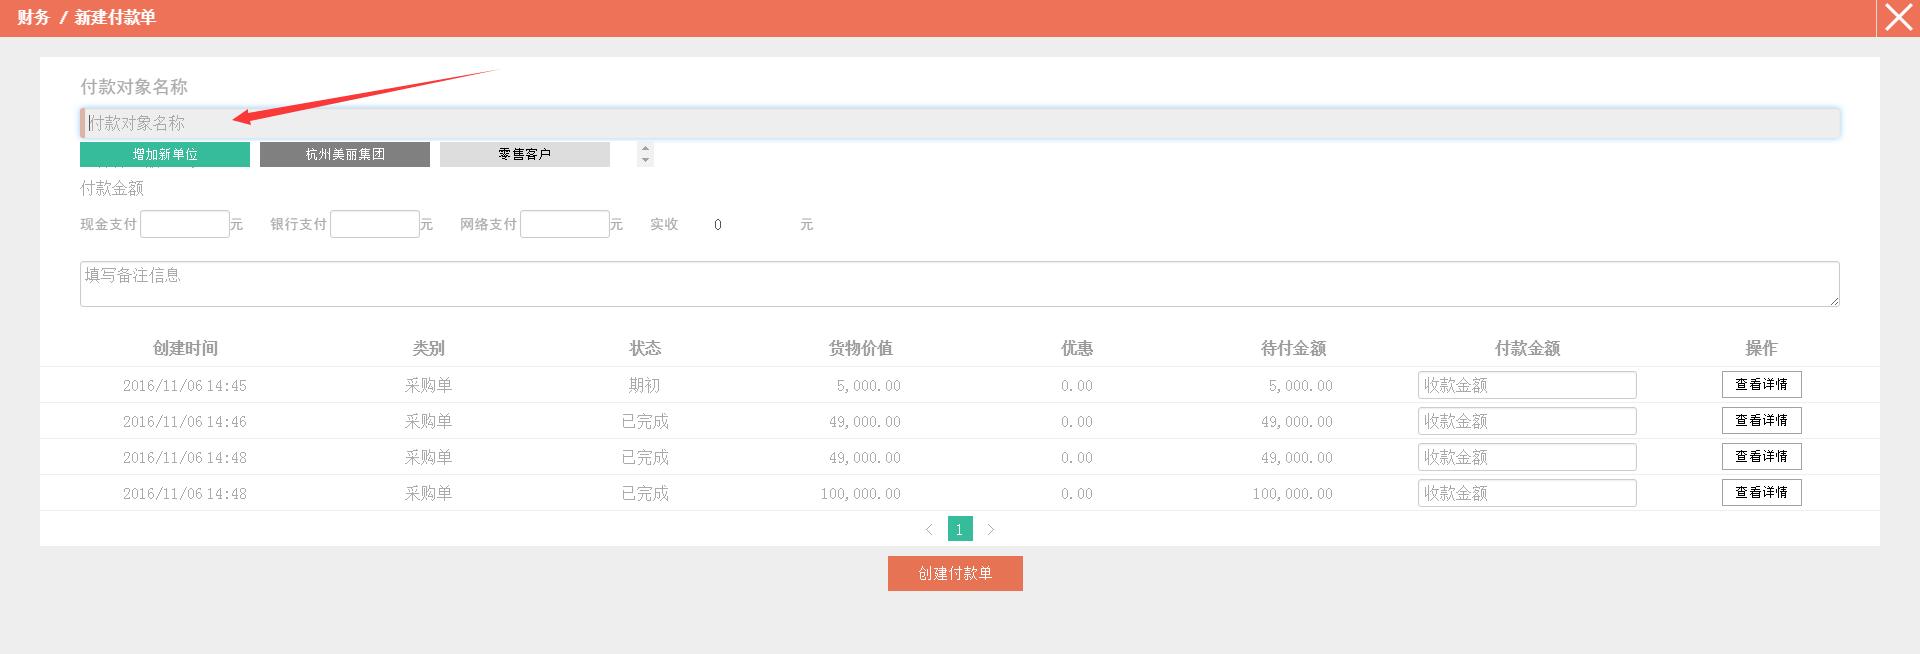 财务 / 新建付款单
付款对象名称
付款对象名称
增加新单位 杭州美丽集团 零售客户
付款金额
现金支付 元 银行支付 元 网络支付 元 实收 0 元
填写备注信息
创建时间 类别 状态 货物价值 优惠 待付金额 付款金额 操作
2016/11/06 14:45 采购单 期初 5,000.00 0.00 5,000.00 收款金额 查看详情
2016/11/06 14:46 采购单 已完成 49,000.00 0.00 49,000.00 收款金额 查看详情
2016/11/06 14:48 采购单 已完成 49,000.00 0.00 49,000.00 收款金额 查看详情
2016/11/06 14:48 采购单 已完成 100,000.00 0.00 100,000.00 收款金额 查看详情
< 1 >
创建付款单